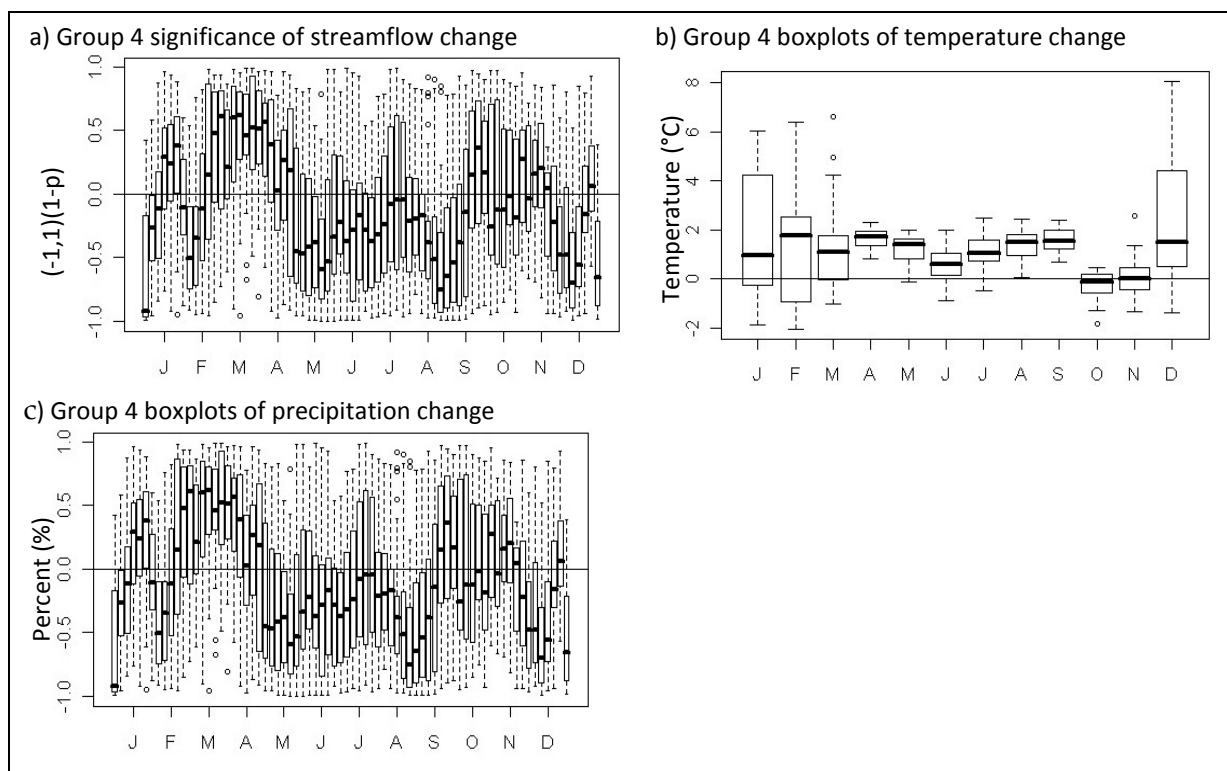 a) Group 4 significance of streamflow change
(-1,1)(1-p)
1.0
0.5
0.0
-0.5
-1.0
J F M A M J J A S O N D
b) Group 4 boxplots of temperature change
Temperature (°C)
8
6
4
2
0
-2
J F M A M J J A S O N D
c) Group 4 boxplots of precipitation change
Percent (%)
1.0
0.5
0.0
-0.5
-1.0
J F M A M J J A S O N D